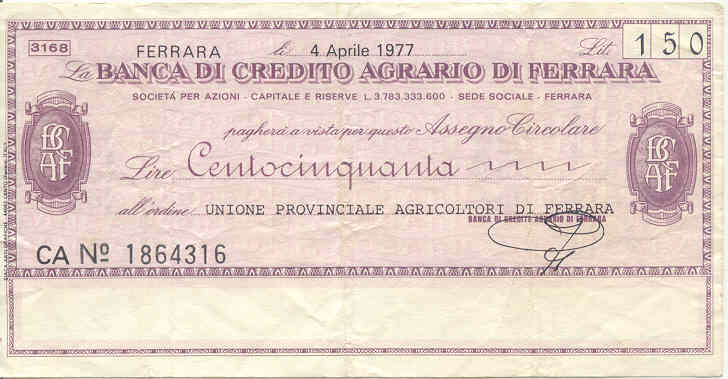 3168 FERRARA li 4 Aprile 1977 Lit. 150
La BANCA DI CREDITO AGRARIO DI FERRARA
SOCIETÀ PER AZIONI - CAPITALE E RISERVE L. 3.783.333.600 - SEDE SOCIALE - FERRARA
pagherà a vista per questo Assegno Circolare
Lire Centocinquanta
all'ordine UNIONE PROVINCIALE AGRICOLTORI DI FERRARA
BANCA DI CREDITO AGRARIO DI FERRARA
CA Nº 1864316
BCAF
BCAF